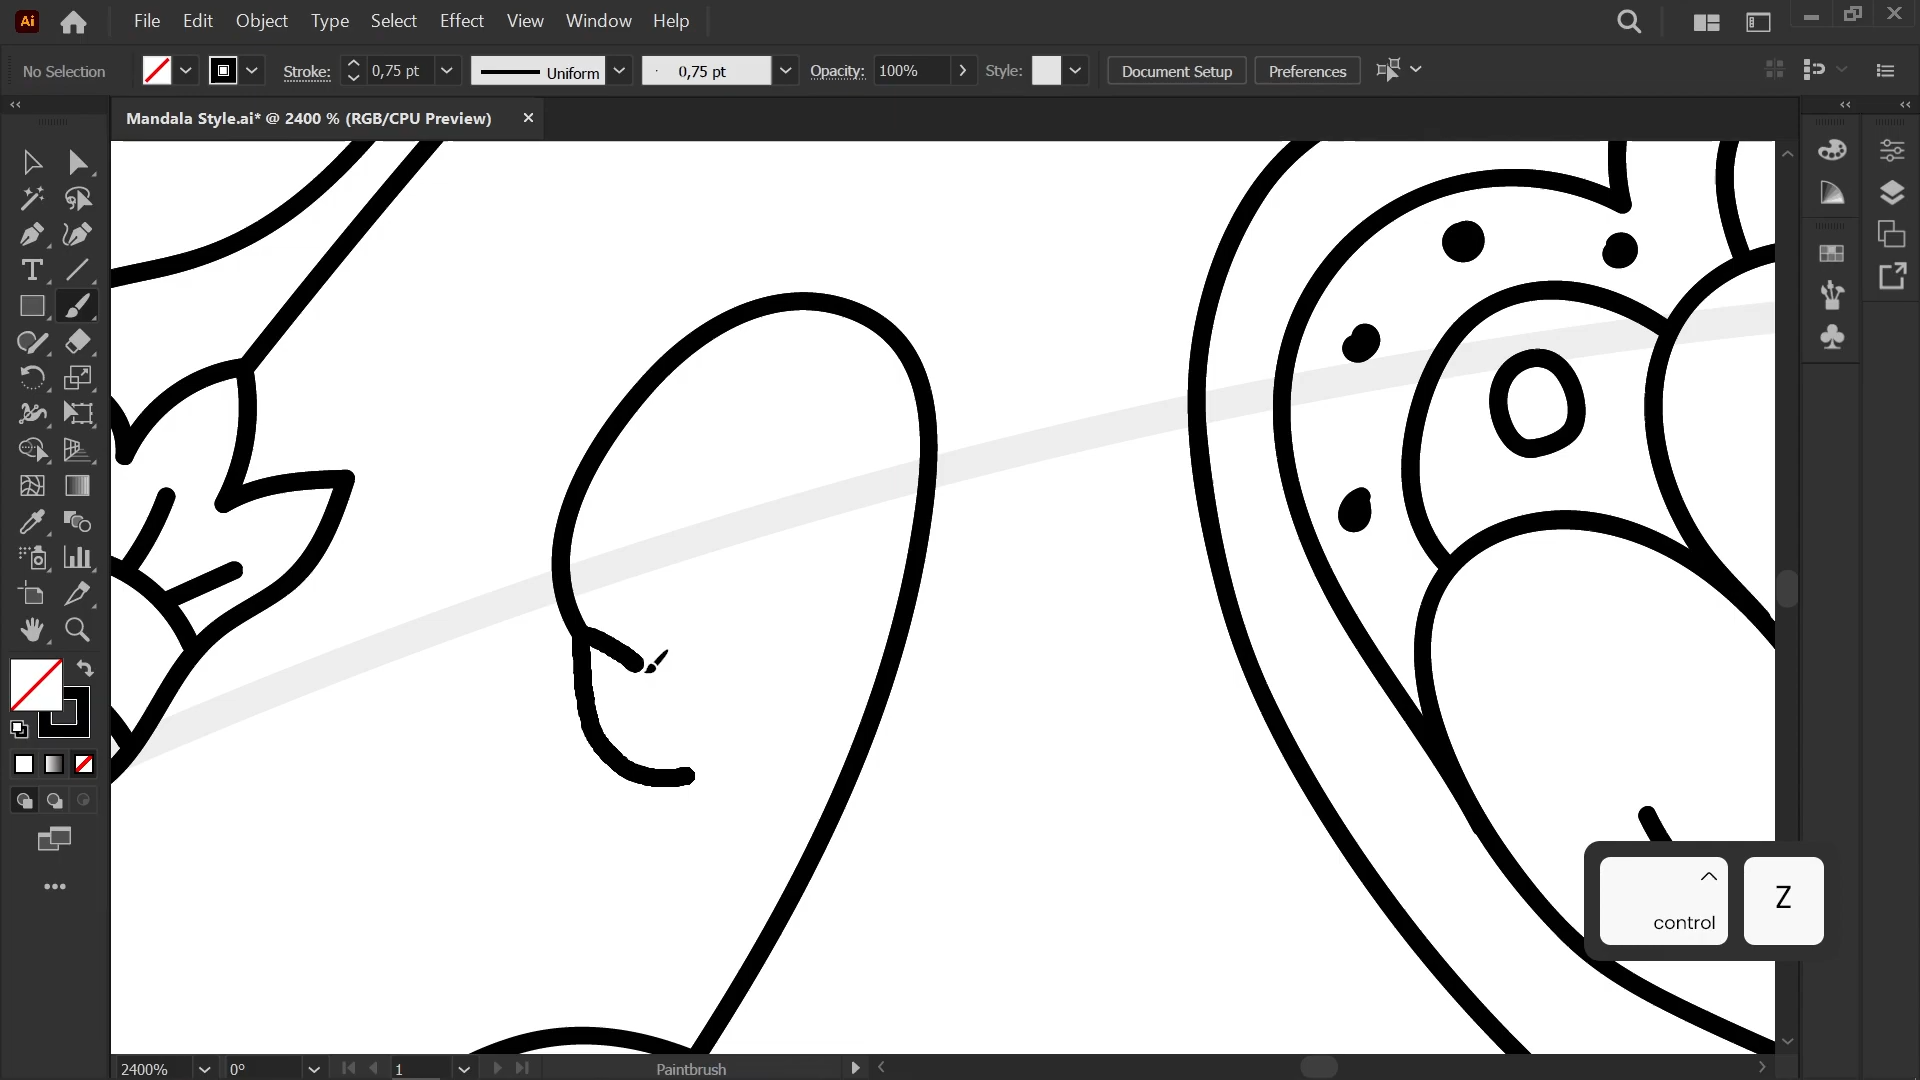 Ai File Edit Object Type Select Effect View Window Help
No Selection Stroke: 0,75 pt Uniform 0,75 pt Opacity: 100% Style: Document Setup Preferences
Mandala Style.ai* @ 2400 % (RGB/CPU Preview)
control Z
2400% 0° 1 Paintbrush